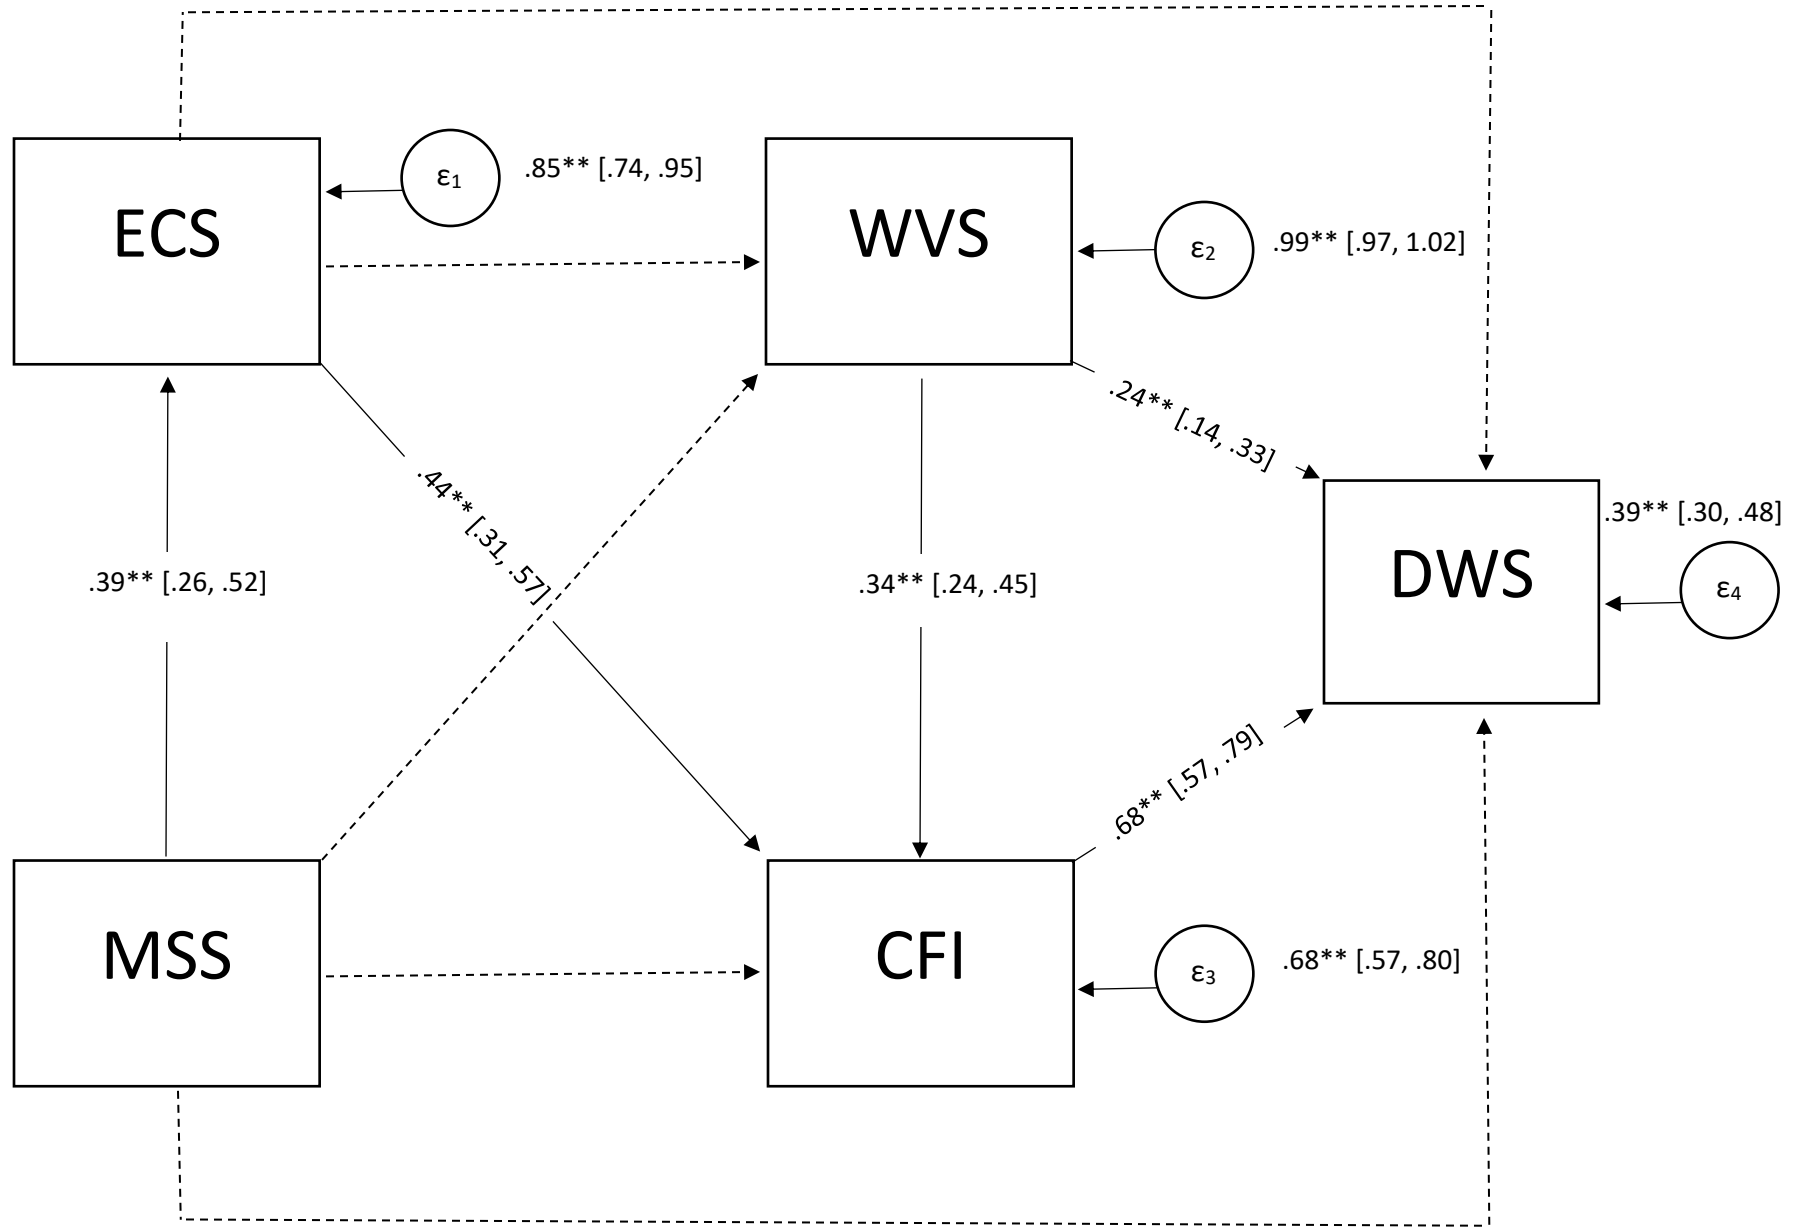 ECS
ε1
.85** [.74, .95]
WVS
ε2
.99** [.97, 1.02]
.24** [.14, .33]
.44** [.31, .57]
.39** [.26, .52]
.34** [.24, .45]
.39** [.30, .48]
DWS
ε4
.68** [.57, .79]
MSS
CFI
ε3
.68** [.57, .80]